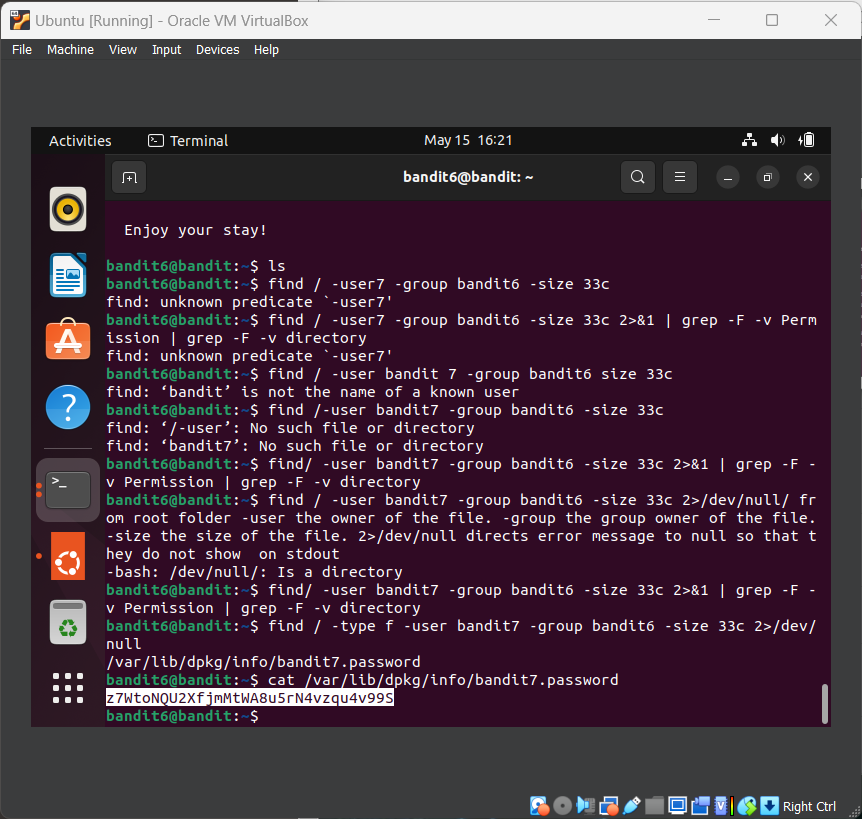 Ubuntu [Running] - Oracle VM VirtualBox
File Machine View Input Devices Help
Activities Terminal May 15 16:21
bandit6@bandit: ~
Enjoy your stay!
bandit6@bandit:~$ ls
bandit6@bandit:~$ find / -user7 -group bandit6 -size 33c
find: unknown predicate `-user7'
bandit6@bandit:~$ find / -user7 -group bandit6 -size 33c 2>&1 | grep -F -v Perm
ission | grep -F -v directory
find: unknown predicate `-user7'
bandit6@bandit:~$ find / -user bandit 7 -group bandit6 size 33c
find: ‘bandit’ is not the name of a known user
bandit6@bandit:~$ find /-user bandit7 -group bandit6 -size 33c
find: ‘/-user’: No such file or directory
find: ‘bandit7’: No such file or directory
bandit6@bandit:~$ find/ -user bandit7 -group bandit6 -size 33c 2>&1 | grep -F -
v Permission | grep -F -v directory
bandit6@bandit:~$ find / -user bandit7 -group bandit6 -size 33c 2>/dev/null/ fr
om root folder -user the owner of the file. -group the group owner of the file.
-size the size of the file. 2>/dev/null directs error message to null so that t
hey do not show  on stdout
-bash: /dev/null/: Is a directory
bandit6@bandit:~$ find/ -user bandit7 -group bandit6 -size 33c 2>&1 | grep -F -
v Permission | grep -F -v directory
bandit6@bandit:~$ find / -type f -user bandit7 -group bandit6 -size 33c 2>/dev/
null
/var/lib/dpkg/info/bandit7.password
bandit6@bandit:~$ cat /var/lib/dpkg/info/bandit7.password
z7WtoNQU2XfjmMtWA8u5rN4vzqu4v99S
bandit6@bandit:~$
Right Ctrl